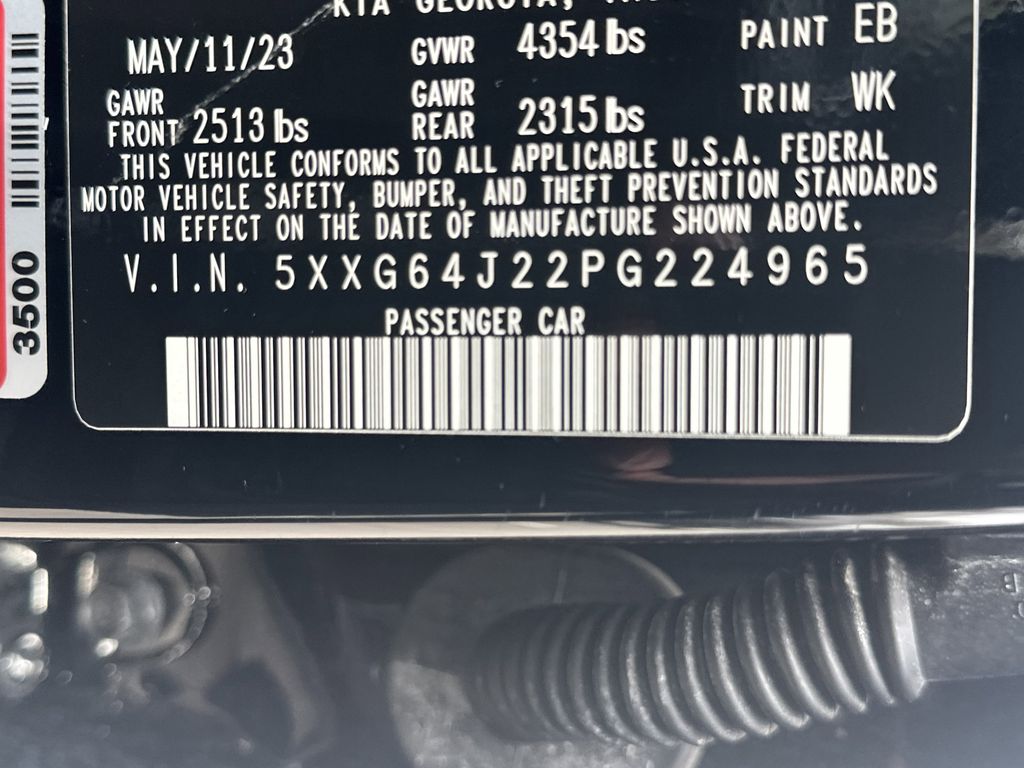 KIA GEORGIA,
MAY/11/23 GVWR 4354 lbs PAINT EB
GAWR FRONT 2513 lbs GAWR REAR 2315 lbs TRIM WK
THIS VEHICLE CONFORMS TO ALL APPLICABLE U.S.A. FEDERAL
MOTOR VEHICLE SAFETY, BUMPER, AND THEFT PREVENTION STANDARDS
IN EFFECT ON THE DATE OF MANUFACTURE SHOWN ABOVE.
V.I.N. 5XXG64J22PG224965
PASSENGER CAR
3500